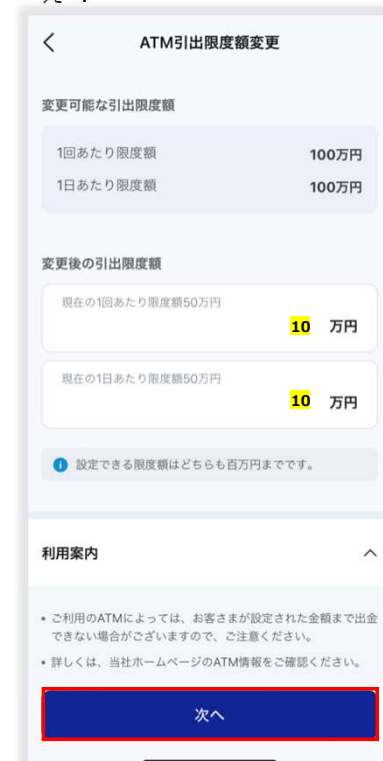 ATM引出限度額変更
変更可能な引出限度額
1回あたり限度額 100万円
1日あたり限度額 100万円
変更後の引出限度額
現在の1回あたり限度額50万円
10 万円
現在の1日あたり限度額50万円
10 万円
設定できる限度額はどちらも百万円までです。
利用案内
• ご利用のATMによっては、お客さまが設定された金額まで出金
できない場合がございますので、ご注意ください。
• 詳しくは、当社ホームページのATM情報をご確認ください。
次へ